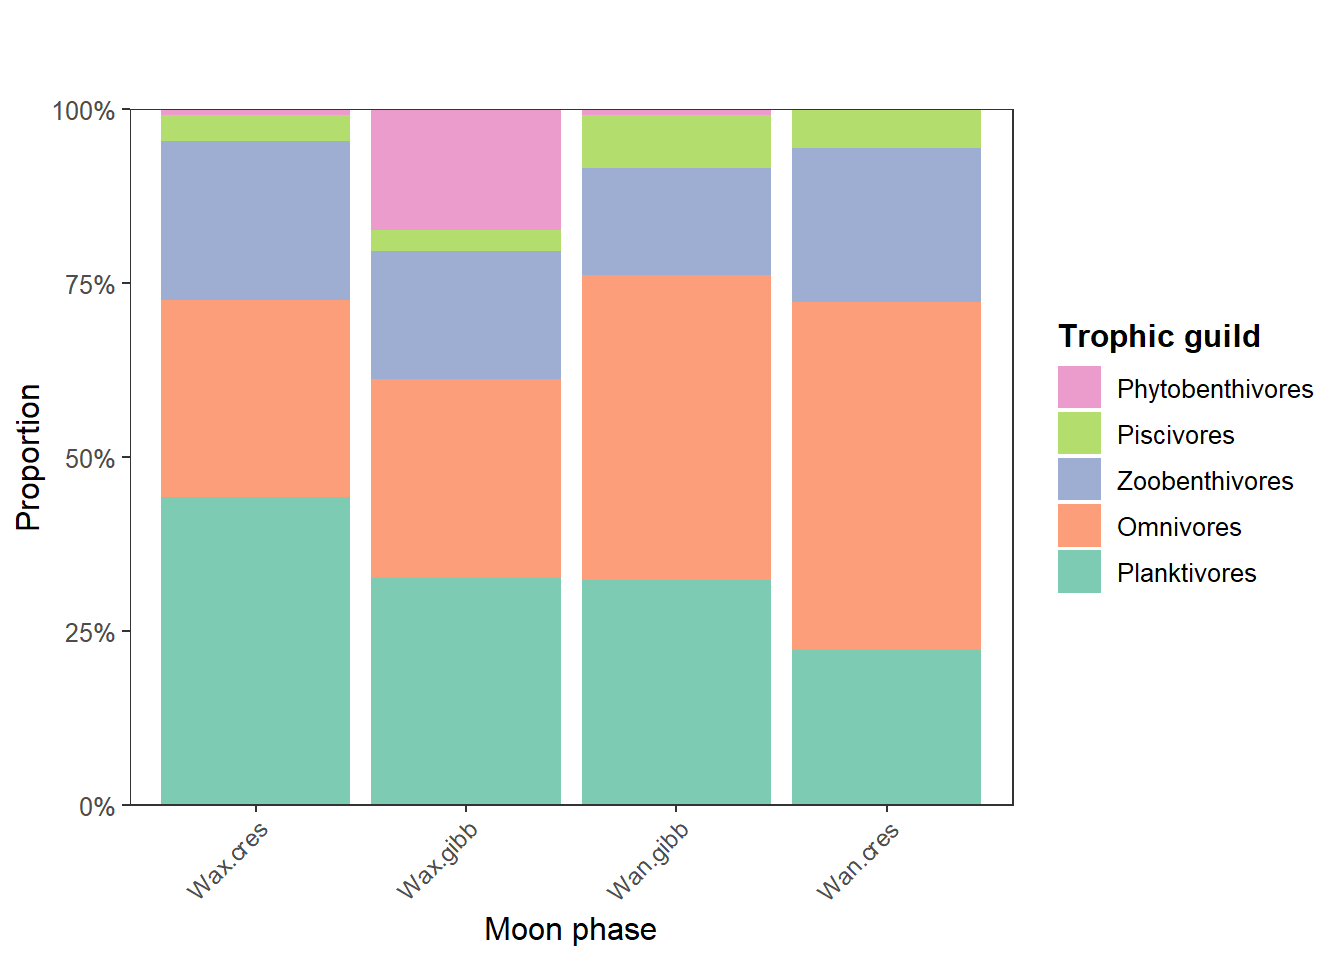 100%
75%
50%
25%
0%
Proportion
Wax.cres
Wax.gibb
Wan.gibb
Wan.cres
Moon phase
Trophic guild
Phytobenthivores
Piscivores
Zoobenthivores
Omnivores
Planktivores